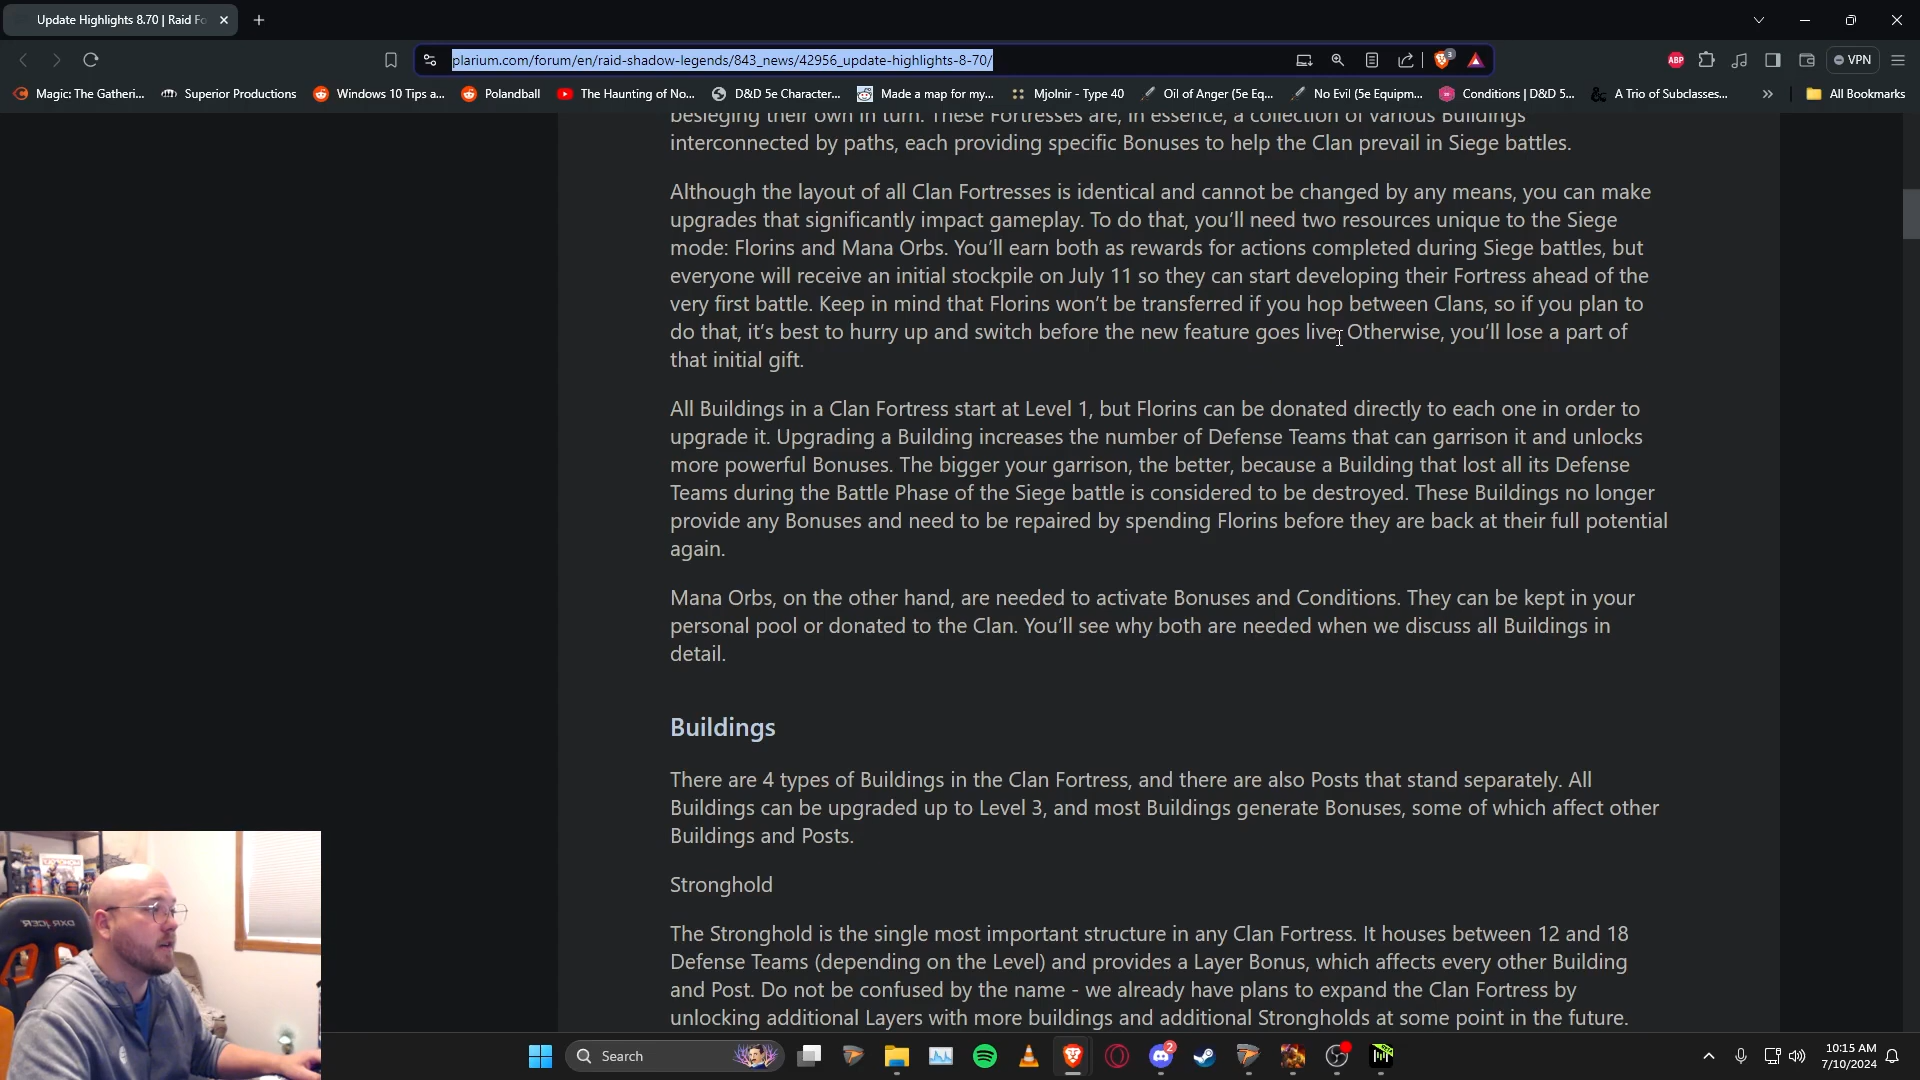 Update Highlights 8.70 | Raid Fo
plarium.com/forum/en/raid-shadow-legends/843_news/42956_update-highlights-8-70/
3
ABP
VPN
Magic: The Gatheri...
Superior Productions
Windows 10 Tips a...
Polandball
The Haunting of No...
D&D 5e Character...
Made a map for my...
Mjolnir - Type 40
Oil of Anger (5e Eq...
No Evil (5e Equipm...
Conditions | D&D 5...
A Trio of Subclasses...
All Bookmarks
besieging their own in turn. These Fortresses are, in essence, a collection of various Buildings
interconnected by paths, each providing specific Bonuses to help the Clan prevail in Siege battles.
Although the layout of all Clan Fortresses is identical and cannot be changed by any means, you can make
upgrades that significantly impact gameplay. To do that, you'll need two resources unique to the Siege
mode: Florins and Mana Orbs. You'll earn both as rewards for actions completed during Siege battles, but
everyone will receive an initial stockpile on July 11 so they can start developing their Fortress ahead of the
very first battle. Keep in mind that Florins won't be transferred if you hop between Clans, so if you plan to
do that, it's best to hurry up and switch before the new feature goes live. Otherwise, you'll lose a part of
that initial gift.
All Buildings in a Clan Fortress start at Level 1, but Florins can be donated directly to each one in order to
upgrade it. Upgrading a Building increases the number of Defense Teams that can garrison it and unlocks
more powerful Bonuses. The bigger your garrison, the better, because a Building that lost all its Defense
Teams during the Battle Phase of the Siege battle is considered to be destroyed. These Buildings no longer
provide any Bonuses and need to be repaired by spending Florins before they are back at their full potential
again.
Mana Orbs, on the other hand, are needed to activate Bonuses and Conditions. They can be kept in your
personal pool or donated to the Clan. You'll see why both are needed when we discuss all Buildings in
detail.
Buildings
There are 4 types of Buildings in the Clan Fortress, and there are also Posts that stand separately. All
Buildings can be upgraded up to Level 3, and most Buildings generate Bonuses, some of which affect other
Buildings and Posts.
Stronghold
The Stronghold is the single most important structure in any Clan Fortress. It houses between 12 and 18
Defense Teams (depending on the Level) and provides a Layer Bonus, which affects every other Building
and Post. Do not be confused by the name - we already have plans to expand the Clan Fortress by
unlocking additional Layers with more buildings and additional Strongholds at some point in the future.
Search
2
10:15 AM
7/10/2024